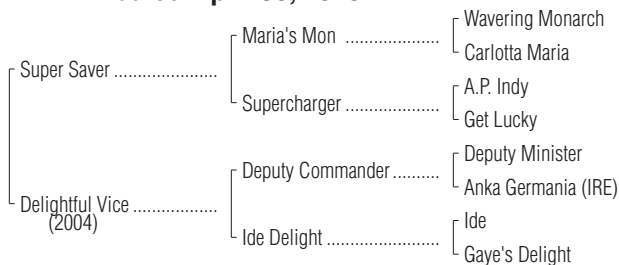 Super Saver ......................
Delightful Vice ..................
(2004)
Maria's Mon ....................
Supercharger ....................
Deputy Commander ..........
Ide Delight ........................
Wavering Monarch
Carlotta Maria
A.P. Indy
Get Lucky
Deputy Minister
Anka Germania (IRE)
Ide
Gaye's Delight